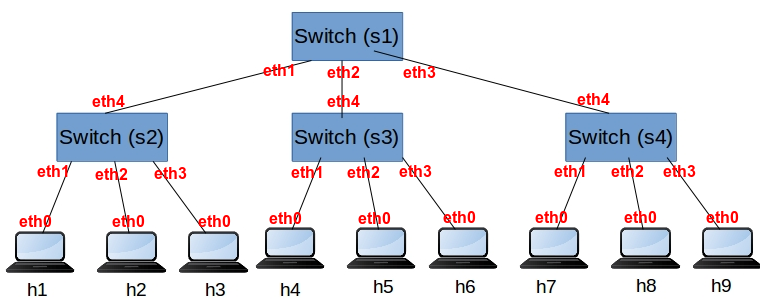 Switch (s1)
eth1 eth2 eth3
eth4 eth4 eth4
Switch (s2) Switch (s3) Switch (s4)
eth1 eth2 eth3 eth1 eth2 eth3 eth1 eth2 eth3
eth0 eth0 eth0 eth0 eth0 eth0 eth0 eth0 eth0
h1 h2 h3 h4 h5 h6 h7 h8 h9